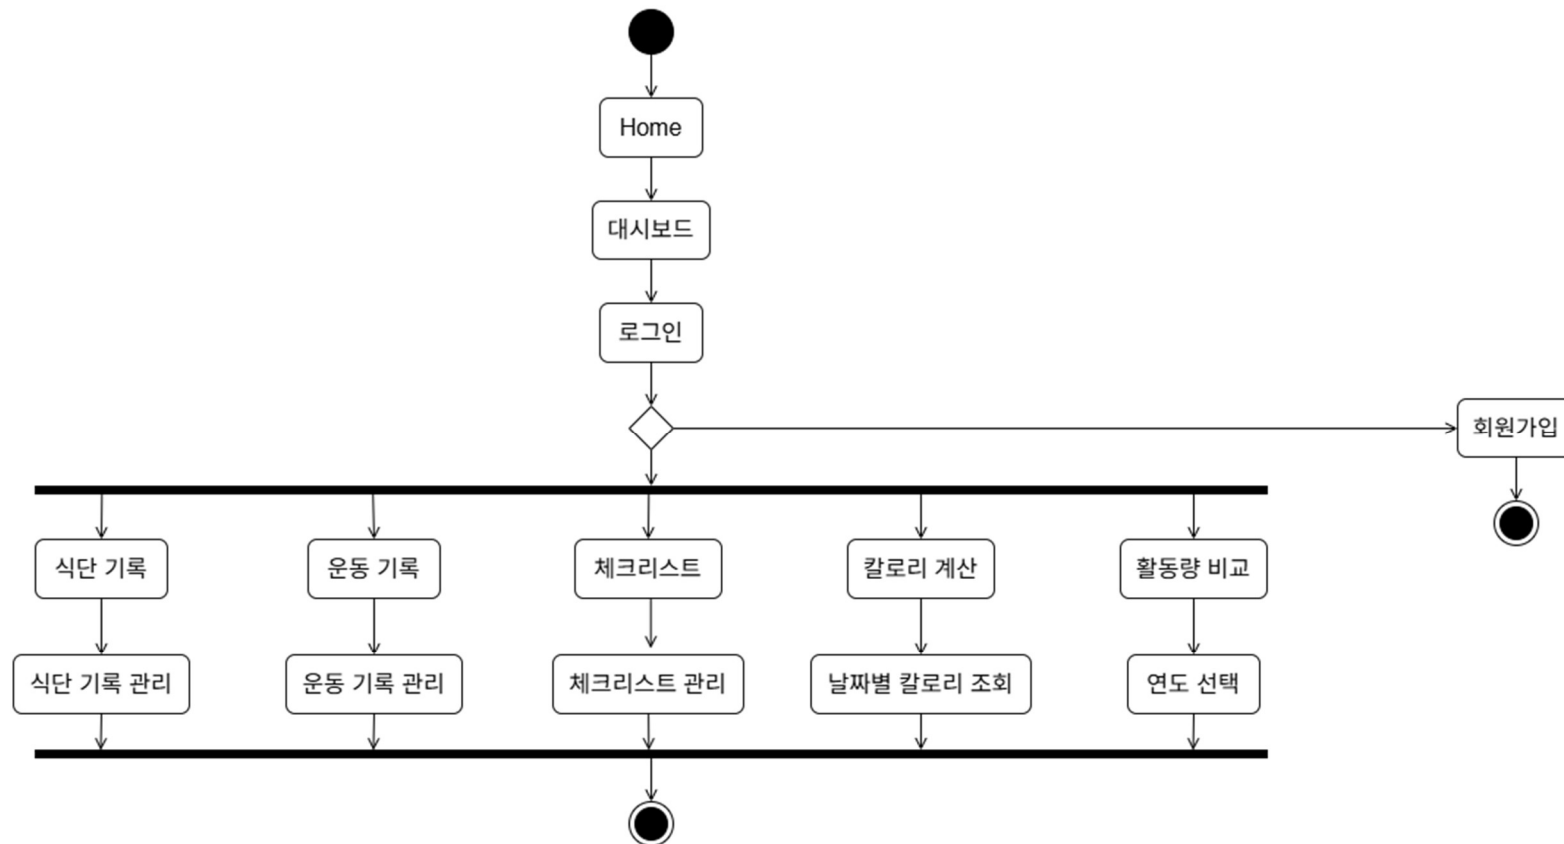 Home
대시보드
로그인
회원가입
식단 기록
운동 기록
체크리스트
칼로리 계산
활동량 비교
식단 기록 관리
운동 기록 관리
체크리스트 관리
날짜별 칼로리 조회
연도 선택